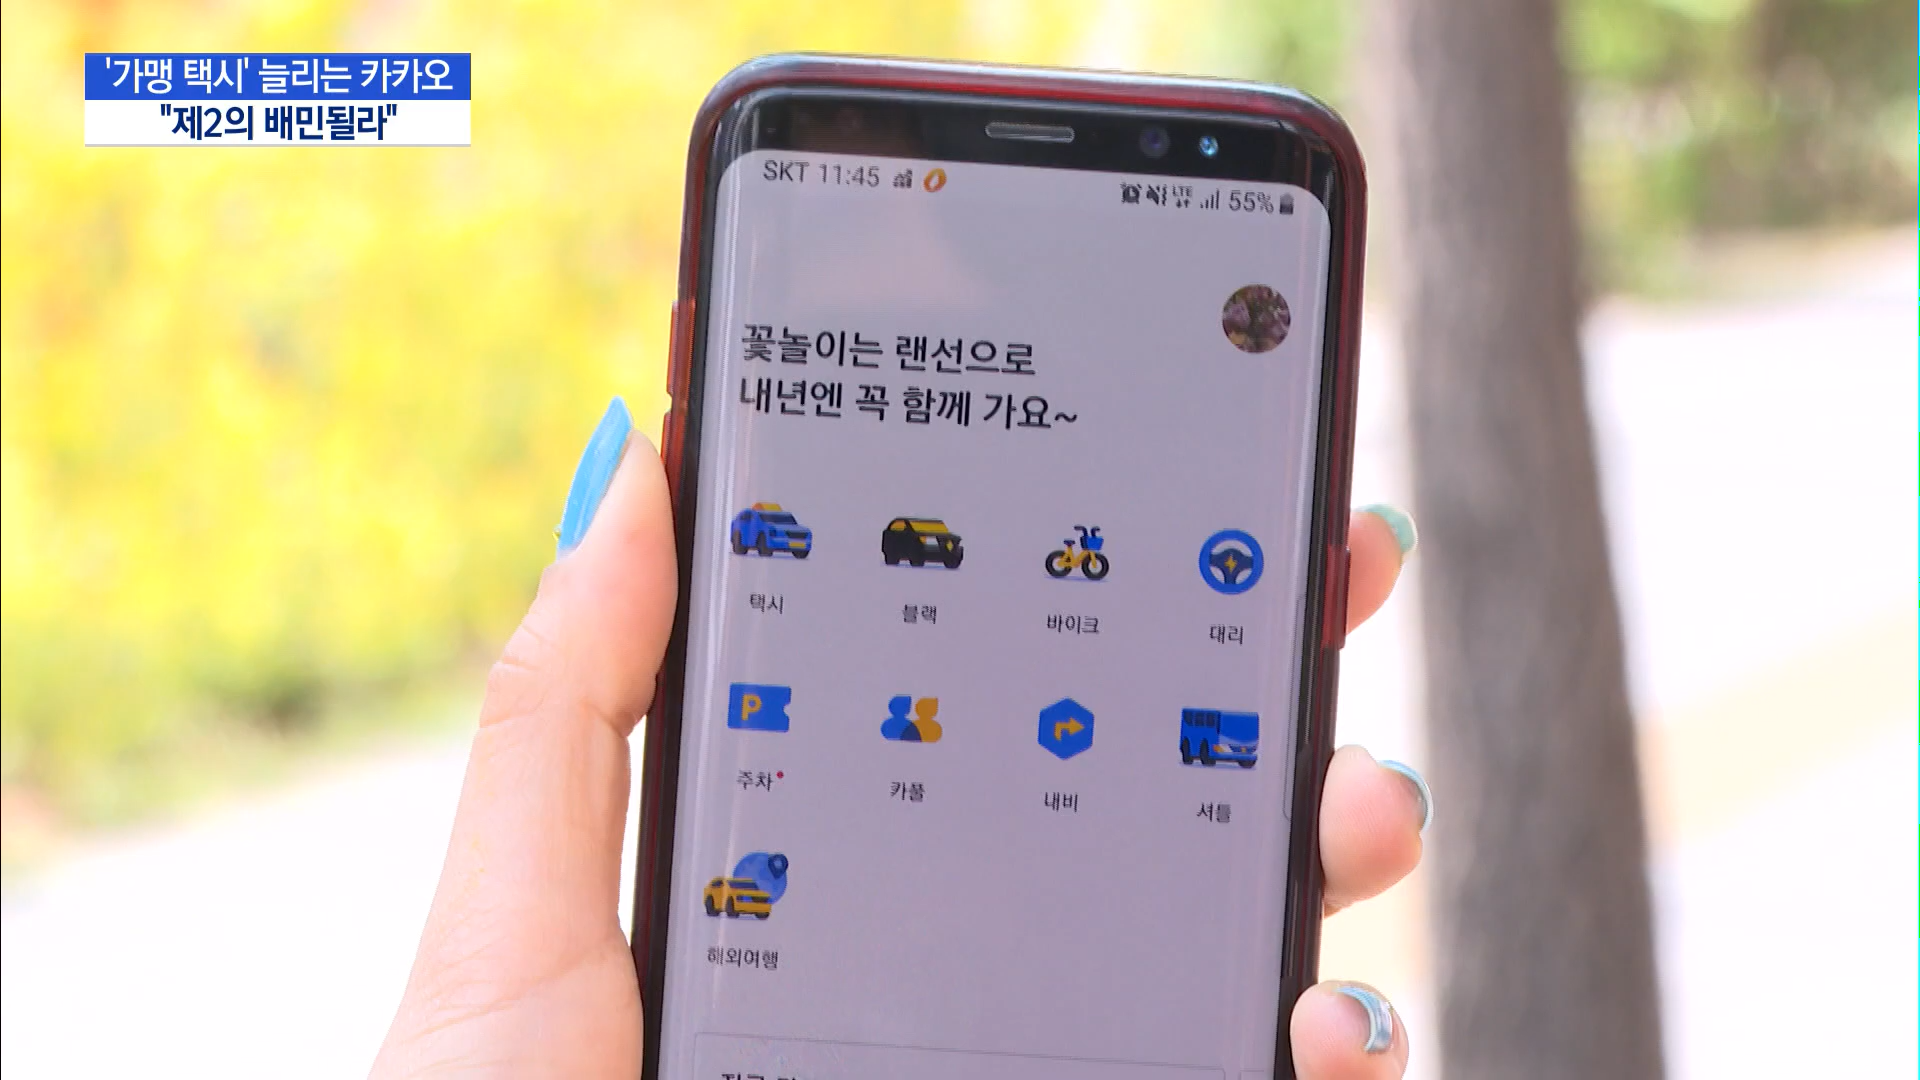 '가맹 택시' 늘리는 카카오
"제2의 배민될라"
SKT 11:45
LTE 55%
꽃놀이는 랜선으로
내년엔 꼭 함께 가요~
택시 블랙 바이크 대리
P
주차 카풀 내비 셔틀
해외여행